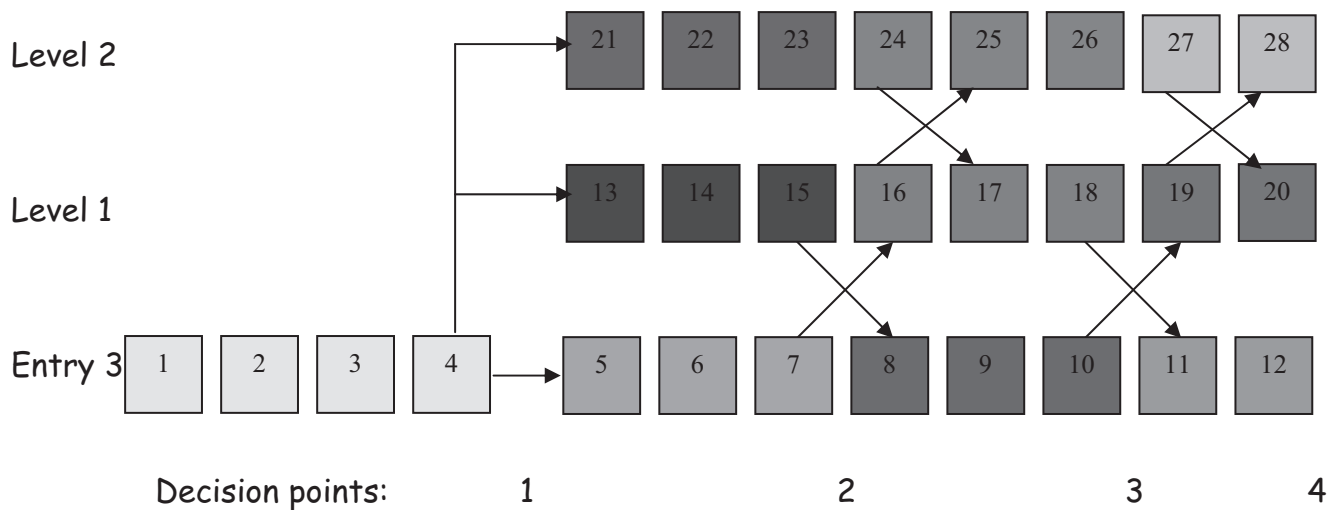 Level 2 21 22 23 24 25 26 27 28
Level 1 13 14 15 16 17 18 19 20
Entry 3 1 2 3 4 5 6 7 8 9 10 11 12
Decision points: 1 2 3 4